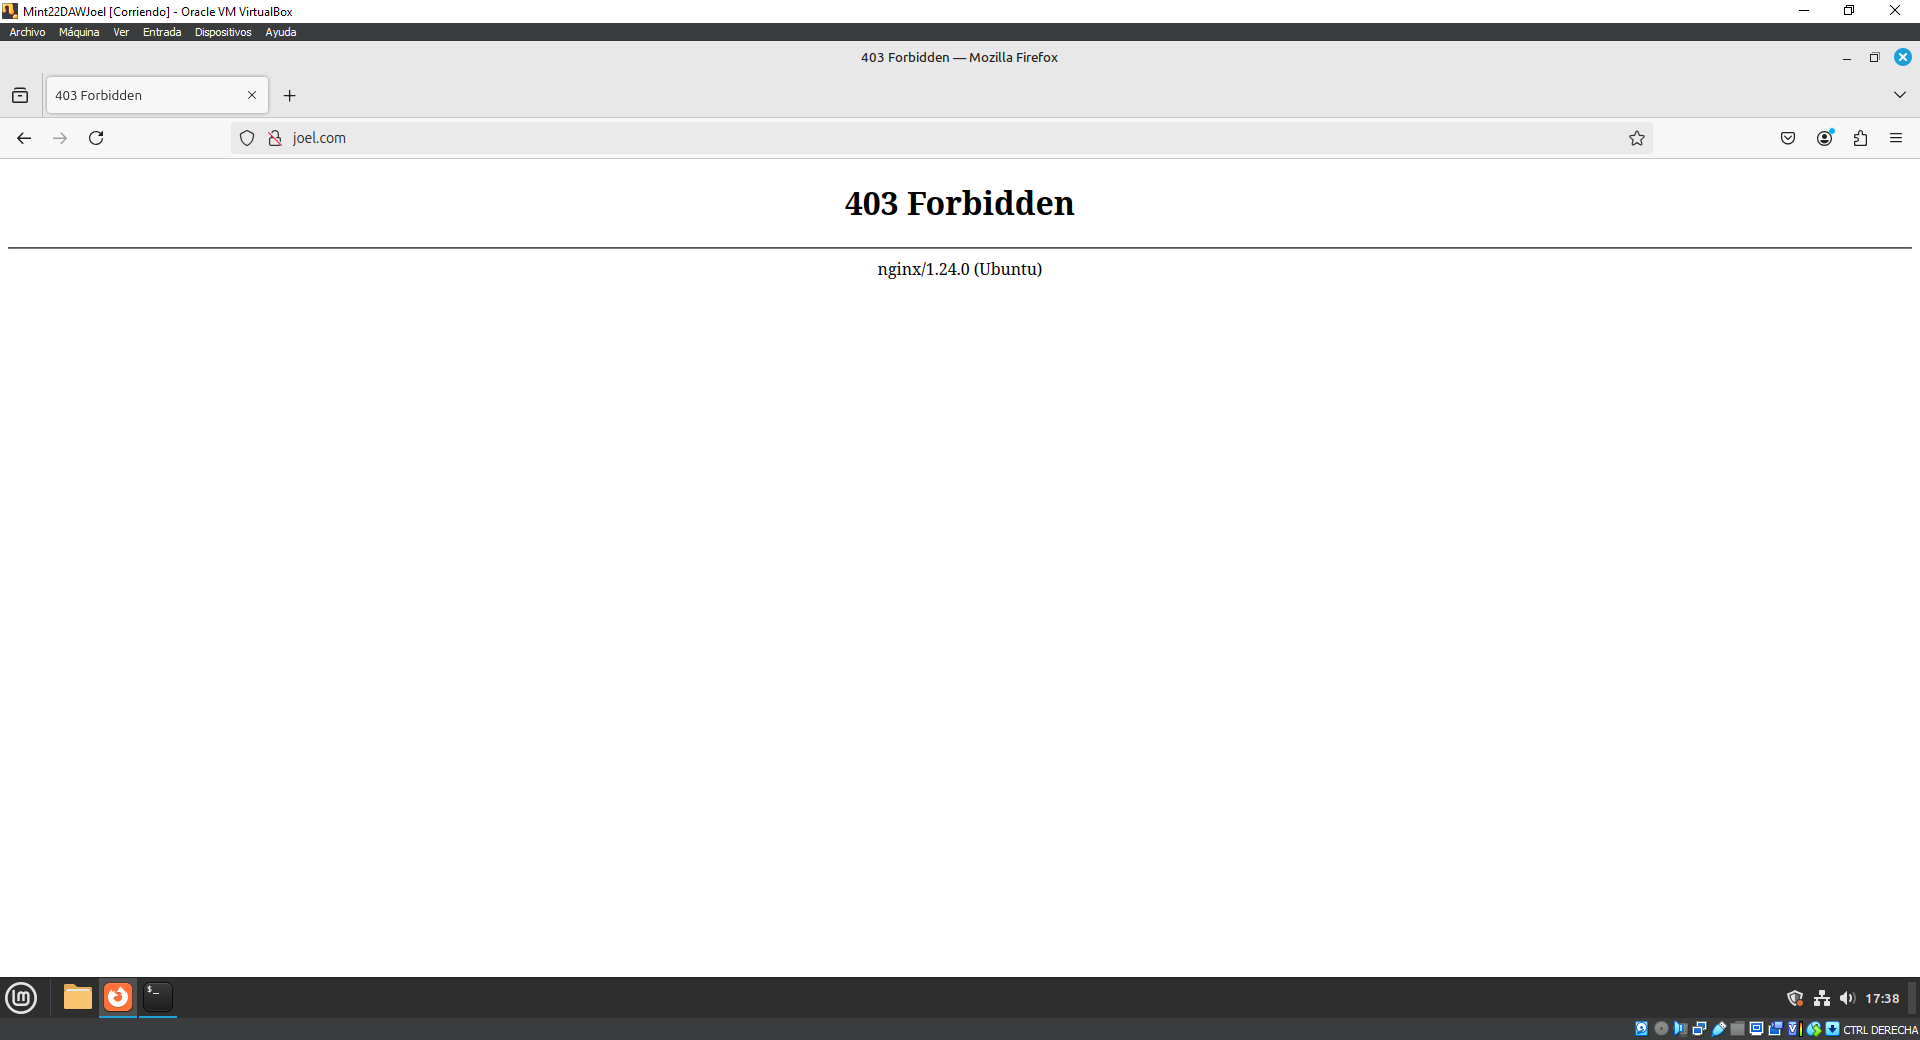 Mint22DAWJoel [Corriendo] - Oracle VM VirtualBox
Archivo Máquina Ver Entrada Dispositivos Ayuda
403 Forbidden — Mozilla Firefox
403 Forbidden
joel.com
403 Forbidden
nginx/1.24.0 (Ubuntu)
17:38
CTRL DERECHA